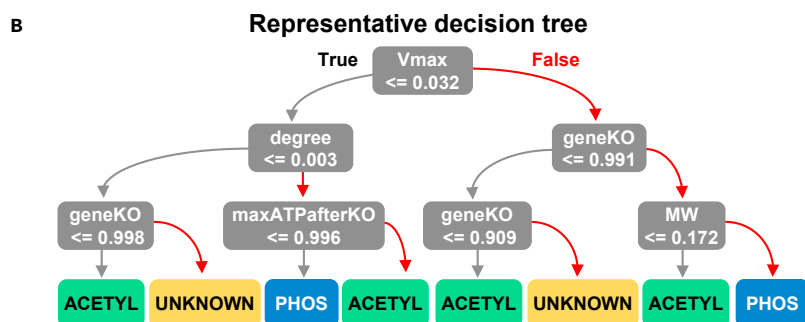 B
Representative decision tree
True
Vmax
<= 0.032
False
degree
<= 0.003
geneKO
<= 0.991
geneKO
<= 0.998
maxATPafterKO
<= 0.996
geneKO
<= 0.909
MW
<= 0.172
ACETYL
UNKNOWN
PHOS
ACETYL
ACETYL
UNKNOWN
ACETYL
PHOS